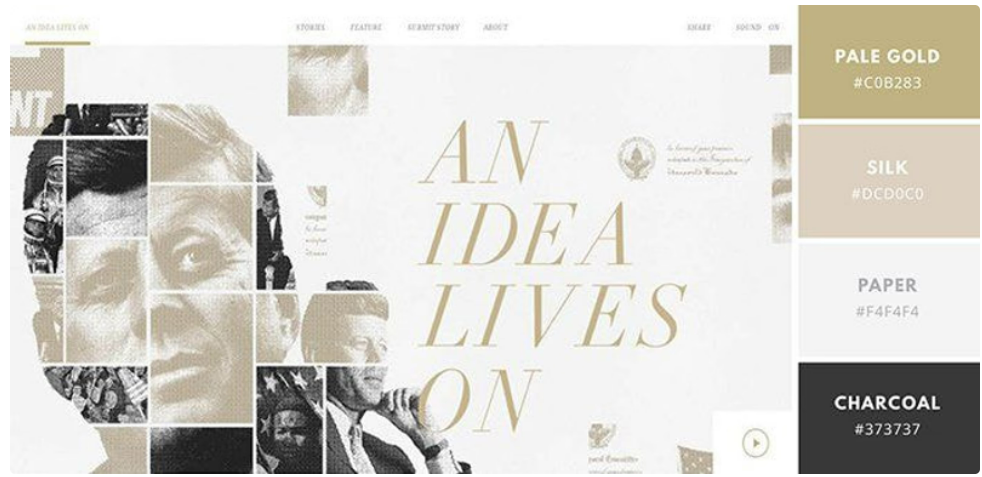 AN IDEA LIVES ON
STORIES FEATURE SUBMIT STORY ABOUT
SHARE SOUND ON
NT
AN
IDEA
LIVES
ON
PALE GOLD
#C0B283
SILK
#DCD0C0
PAPER
#F4F4F4
CHARCOAL
#373737